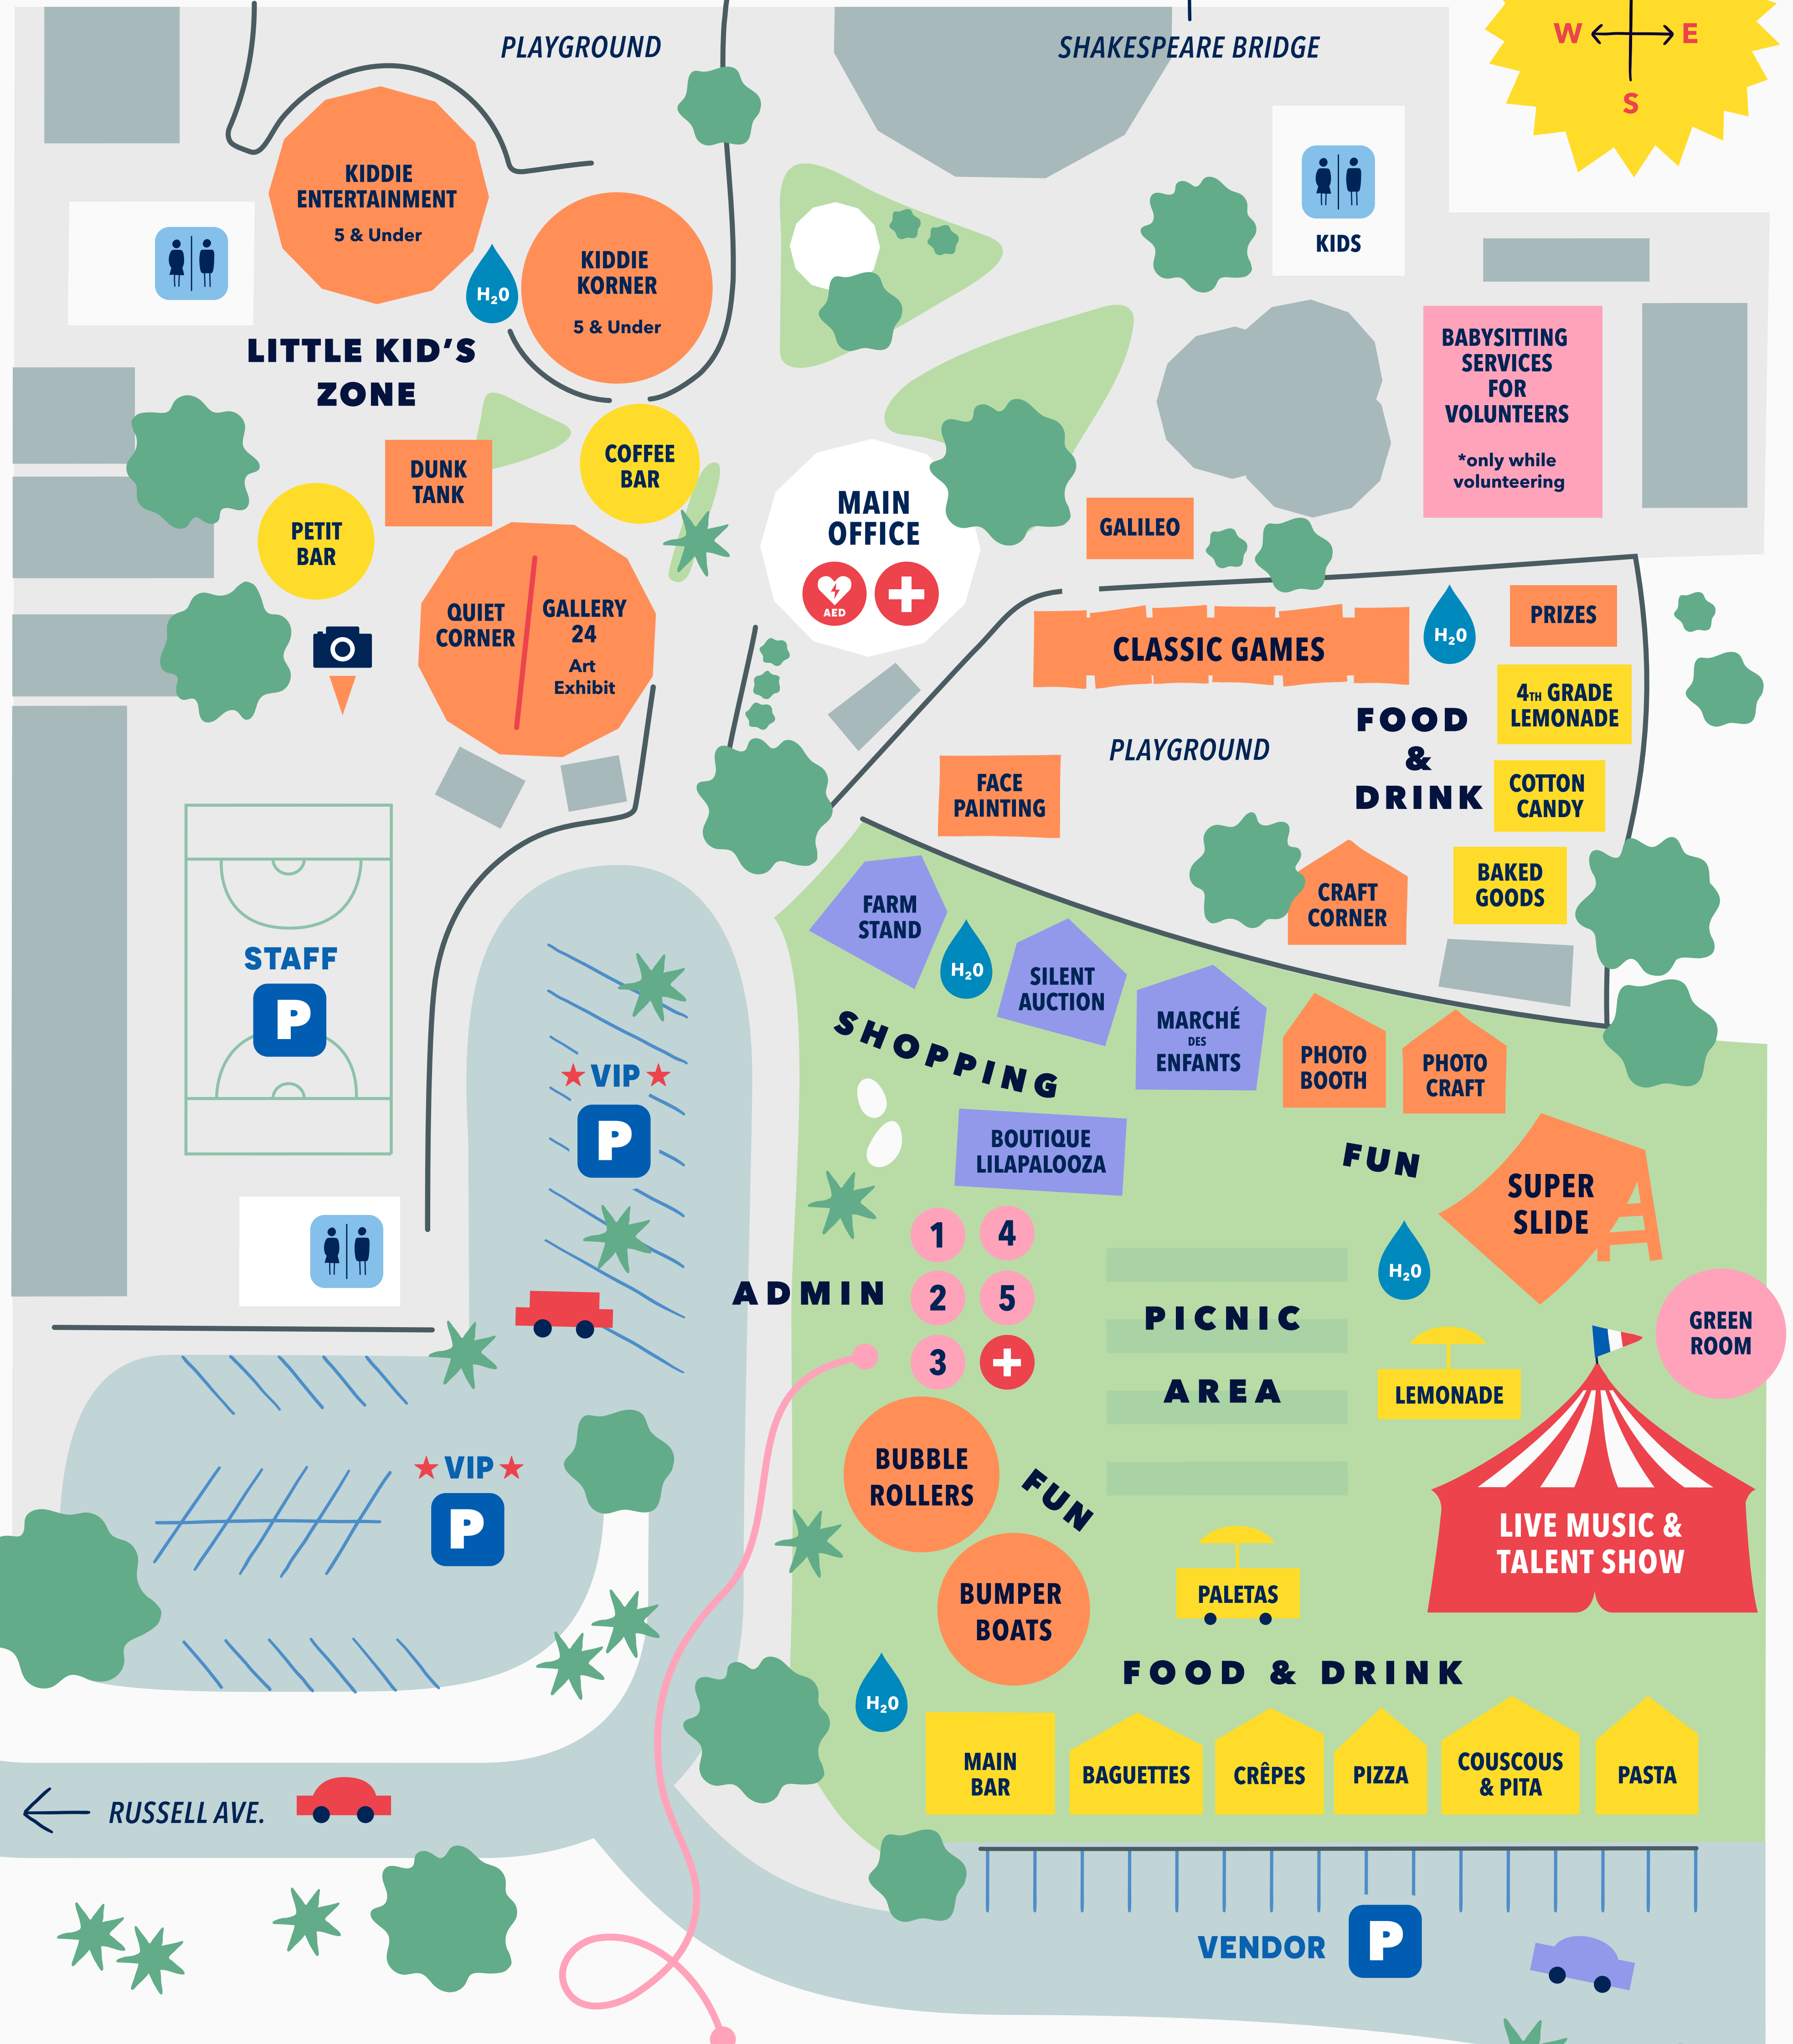 PLAYGROUND
SHAKESPEARE BRIDGE
W
E
S
KIDDIE
ENTERTAINMENT
5 & Under
H₂0
KIDDIE
KORNER
5 & Under
KIDS
LITTLE KID'S
ZONE
BABYSITTING
SERVICES
FOR
VOLUNTEERS
*only while
volunteering
DUNK
TANK
COFFEE
BAR
PETIT
BAR
MAIN
OFFICE
AED
GALILEO
QUIET
CORNER
GALLERY
24
Art
Exhibit
CLASSIC GAMES
H₂0
PRIZES
4TH GRADE
LEMONADE
FOOD
&
DRINK
PLAYGROUND
COTTON
CANDY
FACE
PAINTING
BAKED
GOODS
CRAFT
CORNER
FARM
STAND
H₂0
SILENT
AUCTION
MARCHÉ
DES
ENFANTS
PHOTO
BOOTH
PHOTO
CRAFT
STAFF
P
VIP
P
SHOPPING
BOUTIQUE
LILAPALOOZA
FUN
SUPER
SLIDE
H₂0
ADMIN
1
4
2
5
3
PICNIC
AREA
GREEN
ROOM
LEMONADE
BUBBLE
ROLLERS
FUN
VIP
P
LIVE MUSIC &
TALENT SHOW
BUMPER
BOATS
PALETAS
FOOD & DRINK
H₂0
MAIN
BAR
BAGUETTES
CRÊPES
PIZZA
COUSCOUS
& PITA
PASTA
RUSSELL AVE.
VENDOR
P